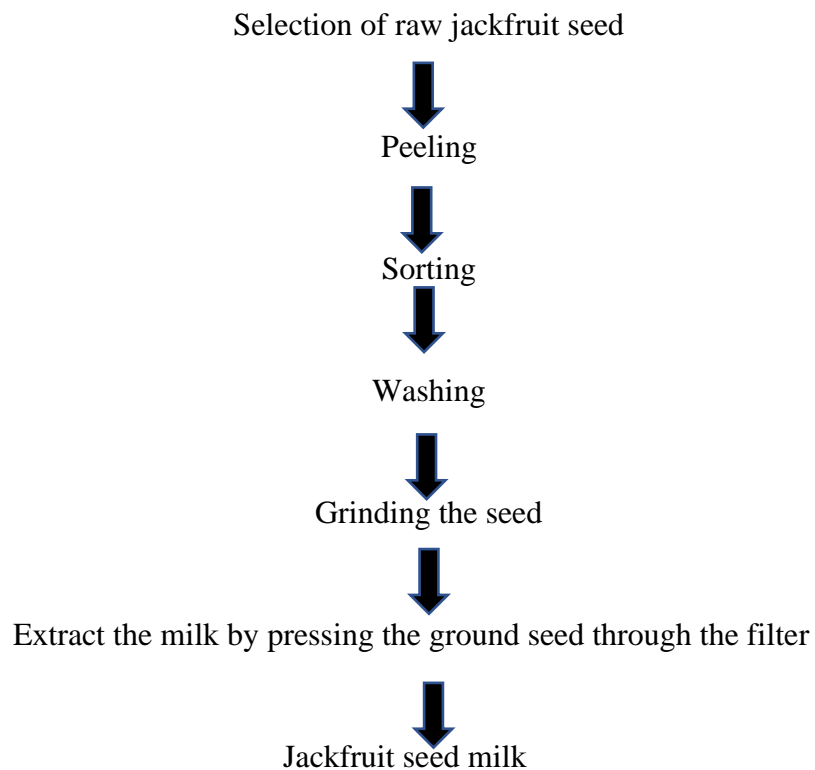 Selection of raw jackfruit seed
Peeling
Sorting
Washing
Grinding the seed
Extract the milk by pressing the ground seed through the filter
Jackfruit seed milk